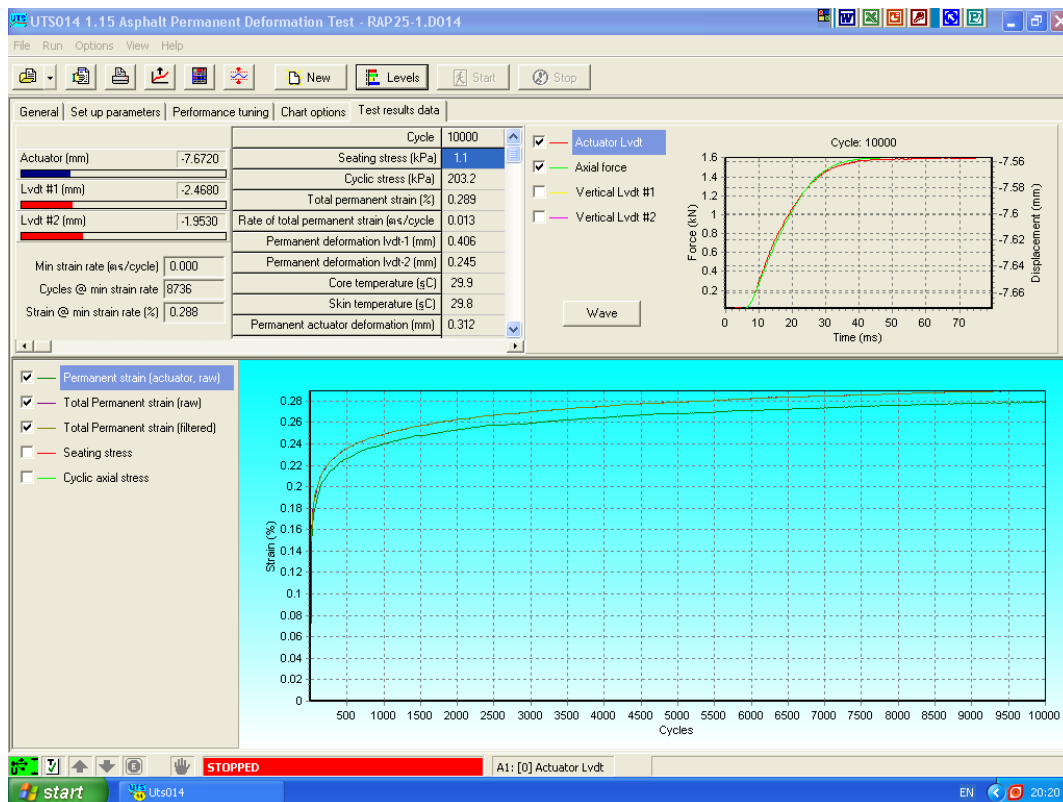 UTS014 1.15 Asphalt Permanent Deformation Test - RAP25-1.D014
File Run Options View Help
New Levels Start Stop
General Set up parameters Performance tuning Chart options Test results data
Actuator (mm) -7.6720
Lvdt #1 (mm) -2.4680
Lvdt #2 (mm) -1.9530
Min strain rate (๓ς/cycle) 0.000
Cycles @ min strain rate 8736
Strain @ min strain rate (%) 0.288
Cycle 10000
Seating stress (kPa) 1.1
Cyclic stress (kPa) 203.2
Total permanent strain (%) 0.289
Rate of total permanent strain (๓ς/cycle 0.013
Permanent deformation lvdt-1 (mm) 0.406
Permanent deformation lvdt-2 (mm) 0.245
Core temperature (şC) 29.9
Skin temperature (şC) 29.8
Permanent actuator deformation (mm) 0.312
Actuator Lvdt
Axial force
Vertical Lvdt #1
Vertical Lvdt #2
Wave
Cycle: 10000
Force (kN)
1.6
1.4
1.2
1
0.8
0.6
0.4
0.2
0 10 20 30 40 50 60 70
Time (ms)
-7.56
-7.58
-7.6
-7.62
-7.64
-7.66
Displacement (mm)
Permanent strain (actuator, raw)
Total Permanent strain (raw)
Total Permanent strain (filtered)
Seating stress
Cyclic axial stress
Strain (%)
0.28
0.26
0.24
0.22
0.2
0.18
0.16
0.14
0.12
0.1
0.08
0.06
0.04
0.02
0
500 1000 1500 2000 2500 3000 3500 4000 4500 5000 5500 6000 6500 7000 7500 8000 8500 9000 9500 10000
Cycles
STOPPED
A1: [0] Actuator Lvdt
start
Uts014
EN
20:20